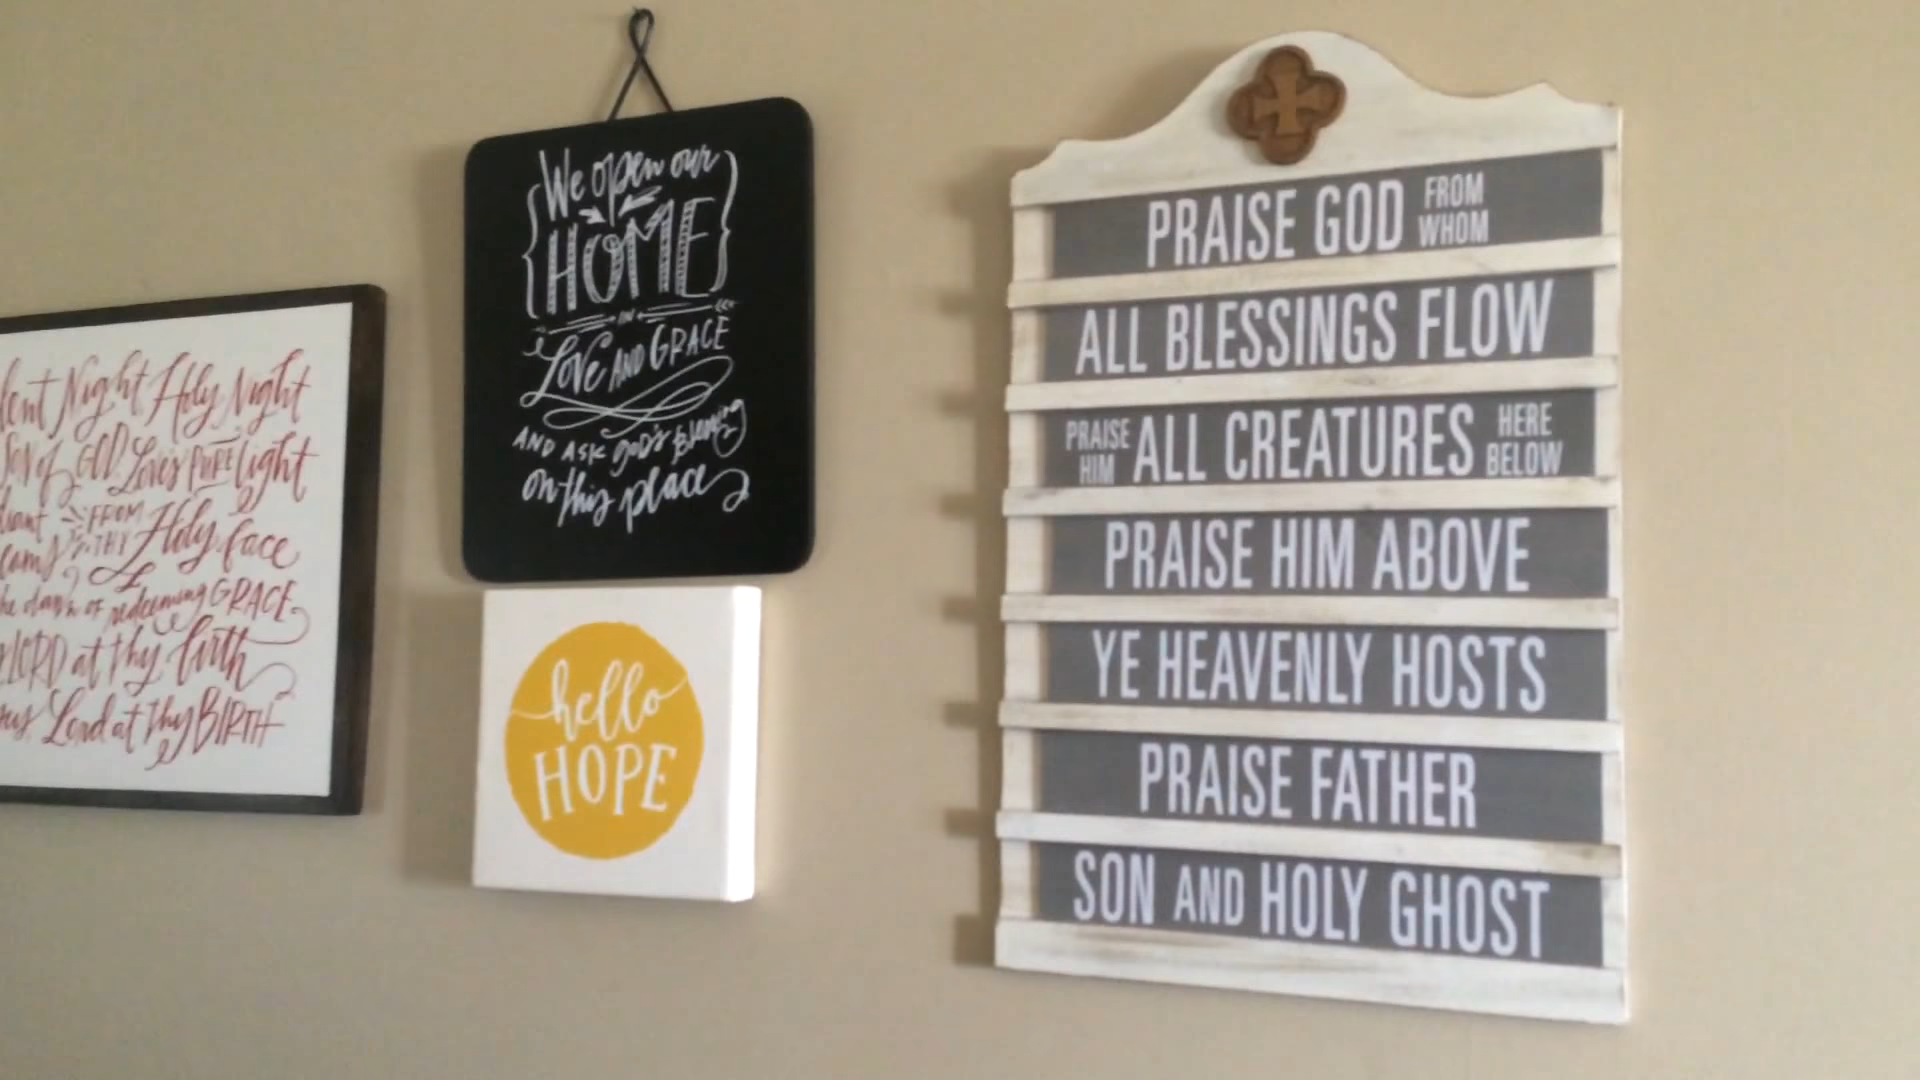 Night Holy Night
Son of GOD Love's PURE light
FROM
THY Holy face
dawn of redeeming GRACE
LORD at thy birth
Lord at thy BIRTH
We open our
HOME
IN
LOVE AND GRACE
AND ASK GOD'S BLESSING
on this place
hello
HOPE
PRAISE GOD FROM WHOM
ALL BLESSINGS FLOW
PRAISE HIM ALL CREATURES HERE BELOW
PRAISE HIM ABOVE
YE HEAVENLY HOSTS
PRAISE FATHER
SON AND HOLY GHOST